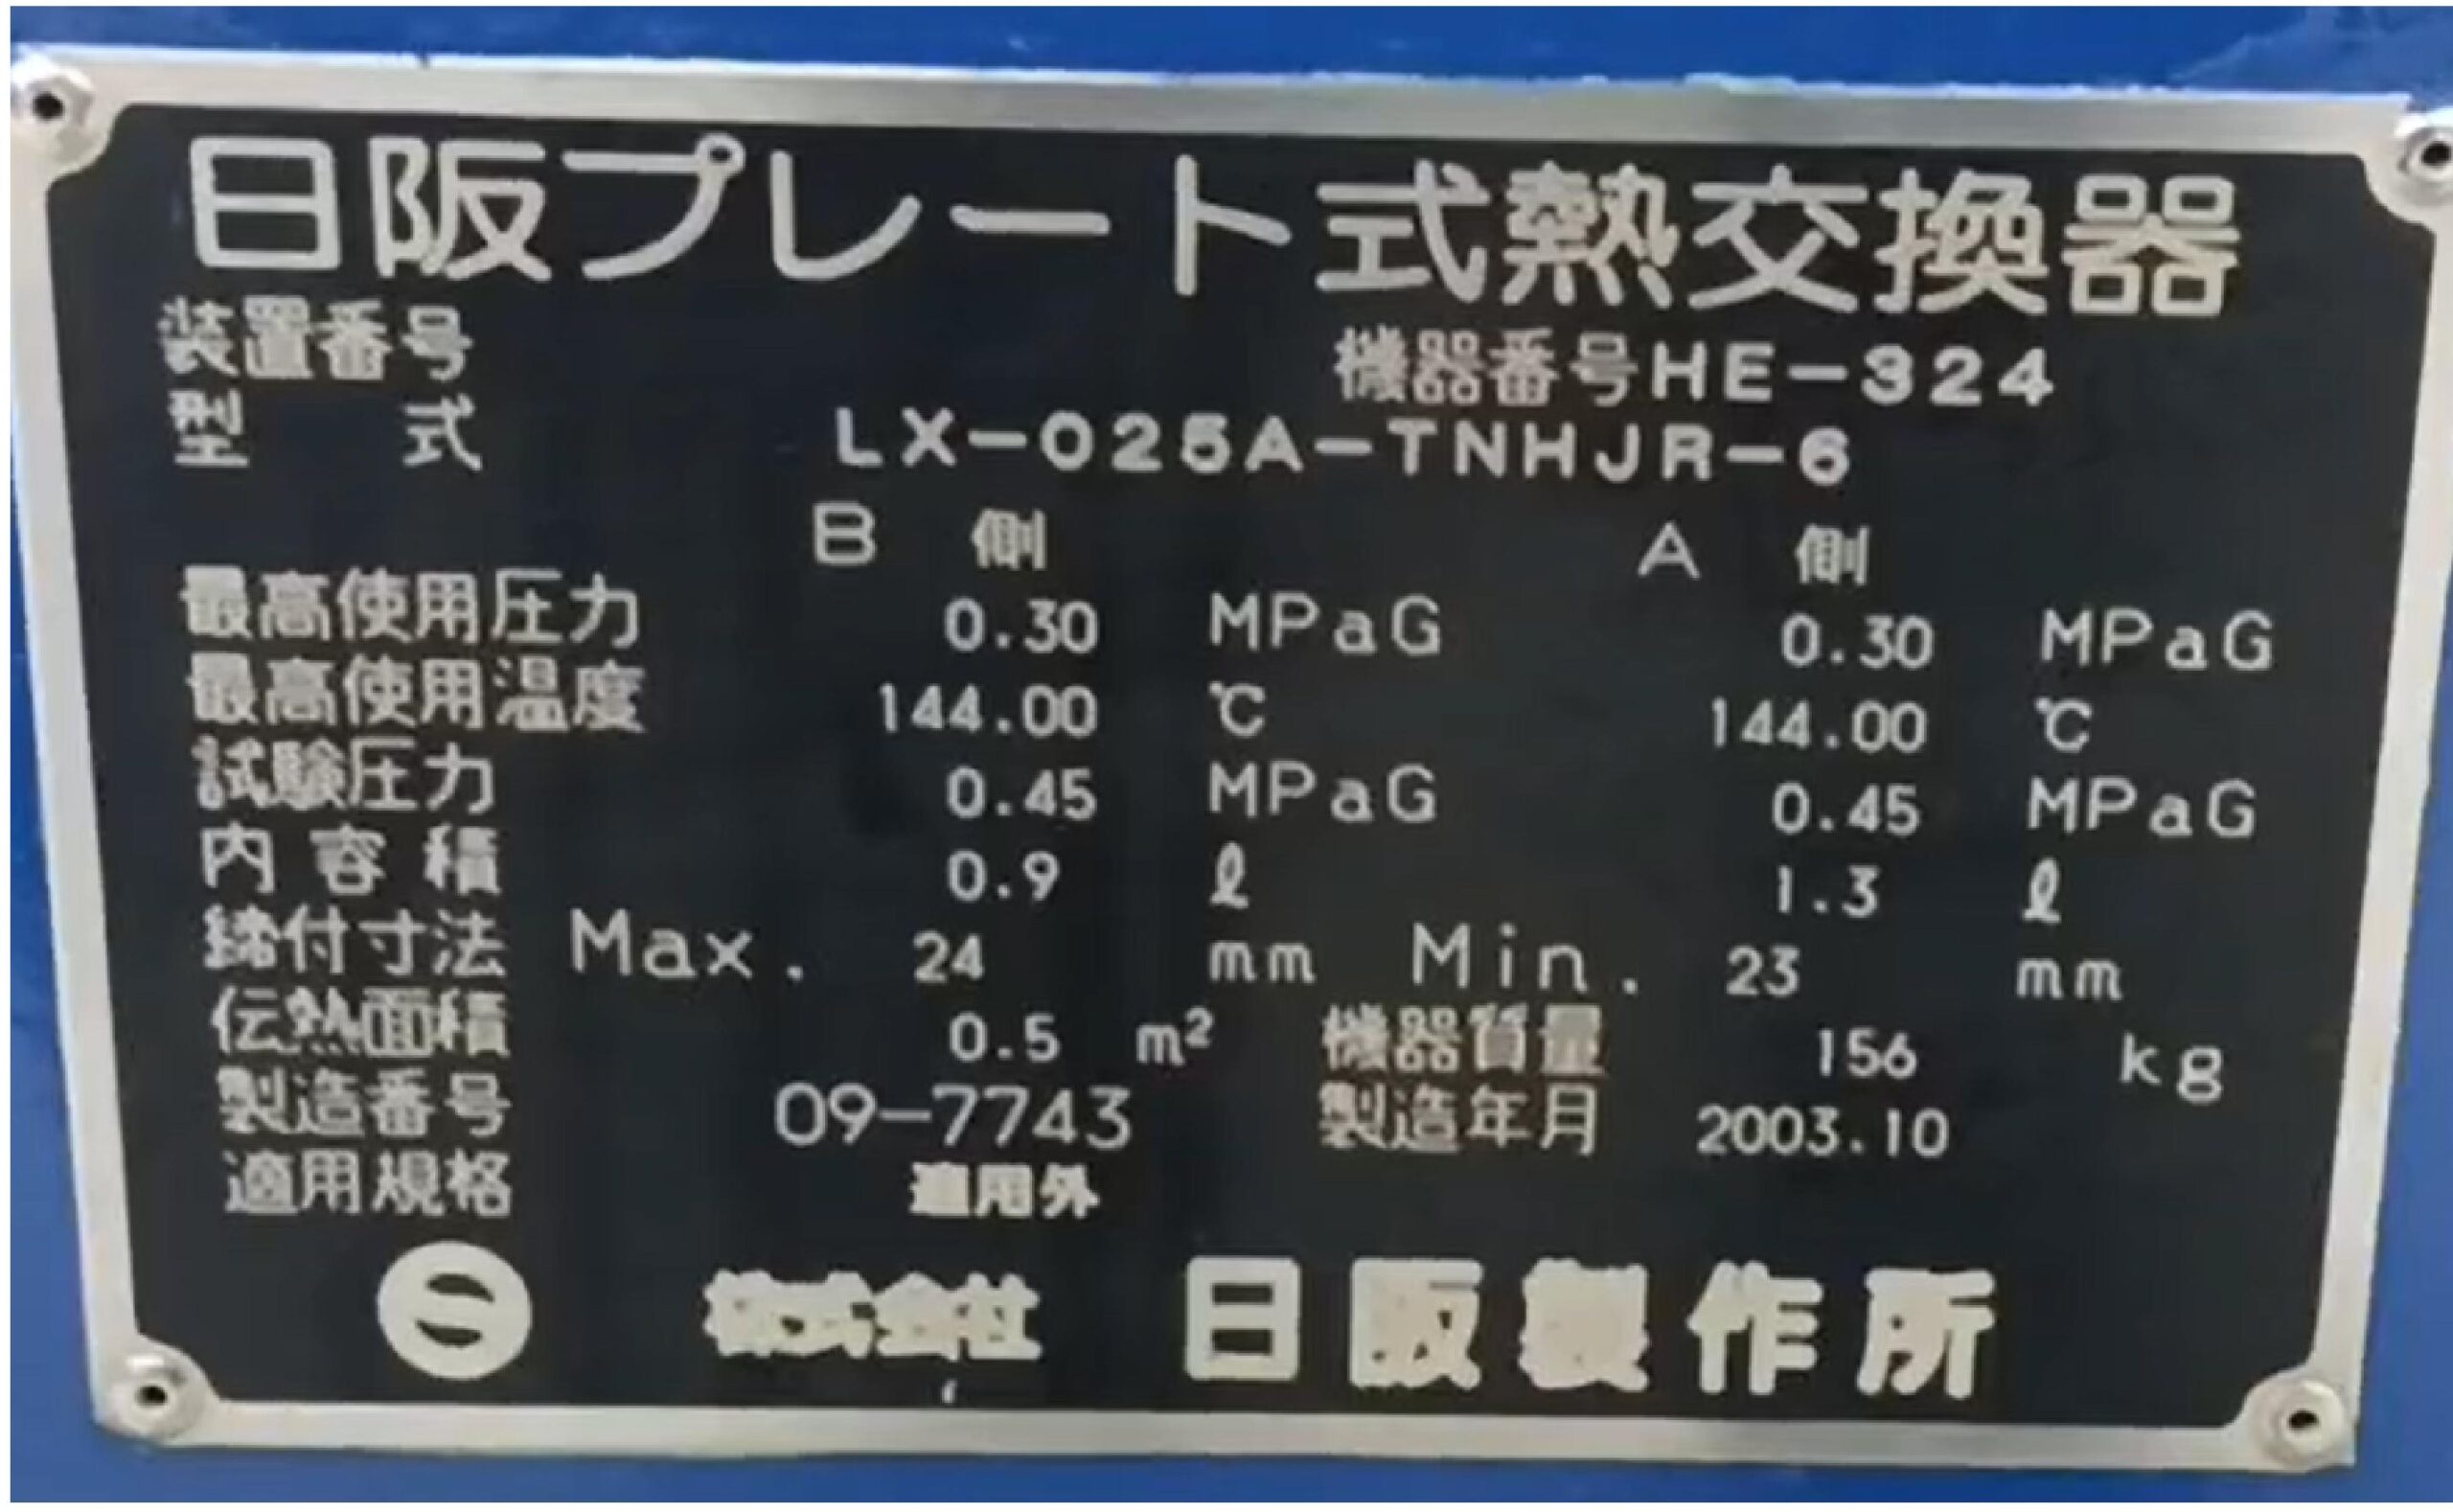 日阪プレート式熱交換器
装置番号 機器番号HE-324
型 式 LX-025A-TNHJR-6
B 側 A 側
最高使用圧力 0.30 MPaG 0.30 MPaG
最高使用温度 144.00 ℃ 144.00 ℃
試験圧力 0.45 MPaG 0.45 MPaG
内容積 0.9 ℓ 1.3 ℓ
締付寸法 Max. 24 mm Min. 23 mm
伝熱面積 0.5 m² 機器質量 156 kg
製造番号 09-7743 製造年月 2003.10
適用規格 適用外
株式会社 日阪製作所